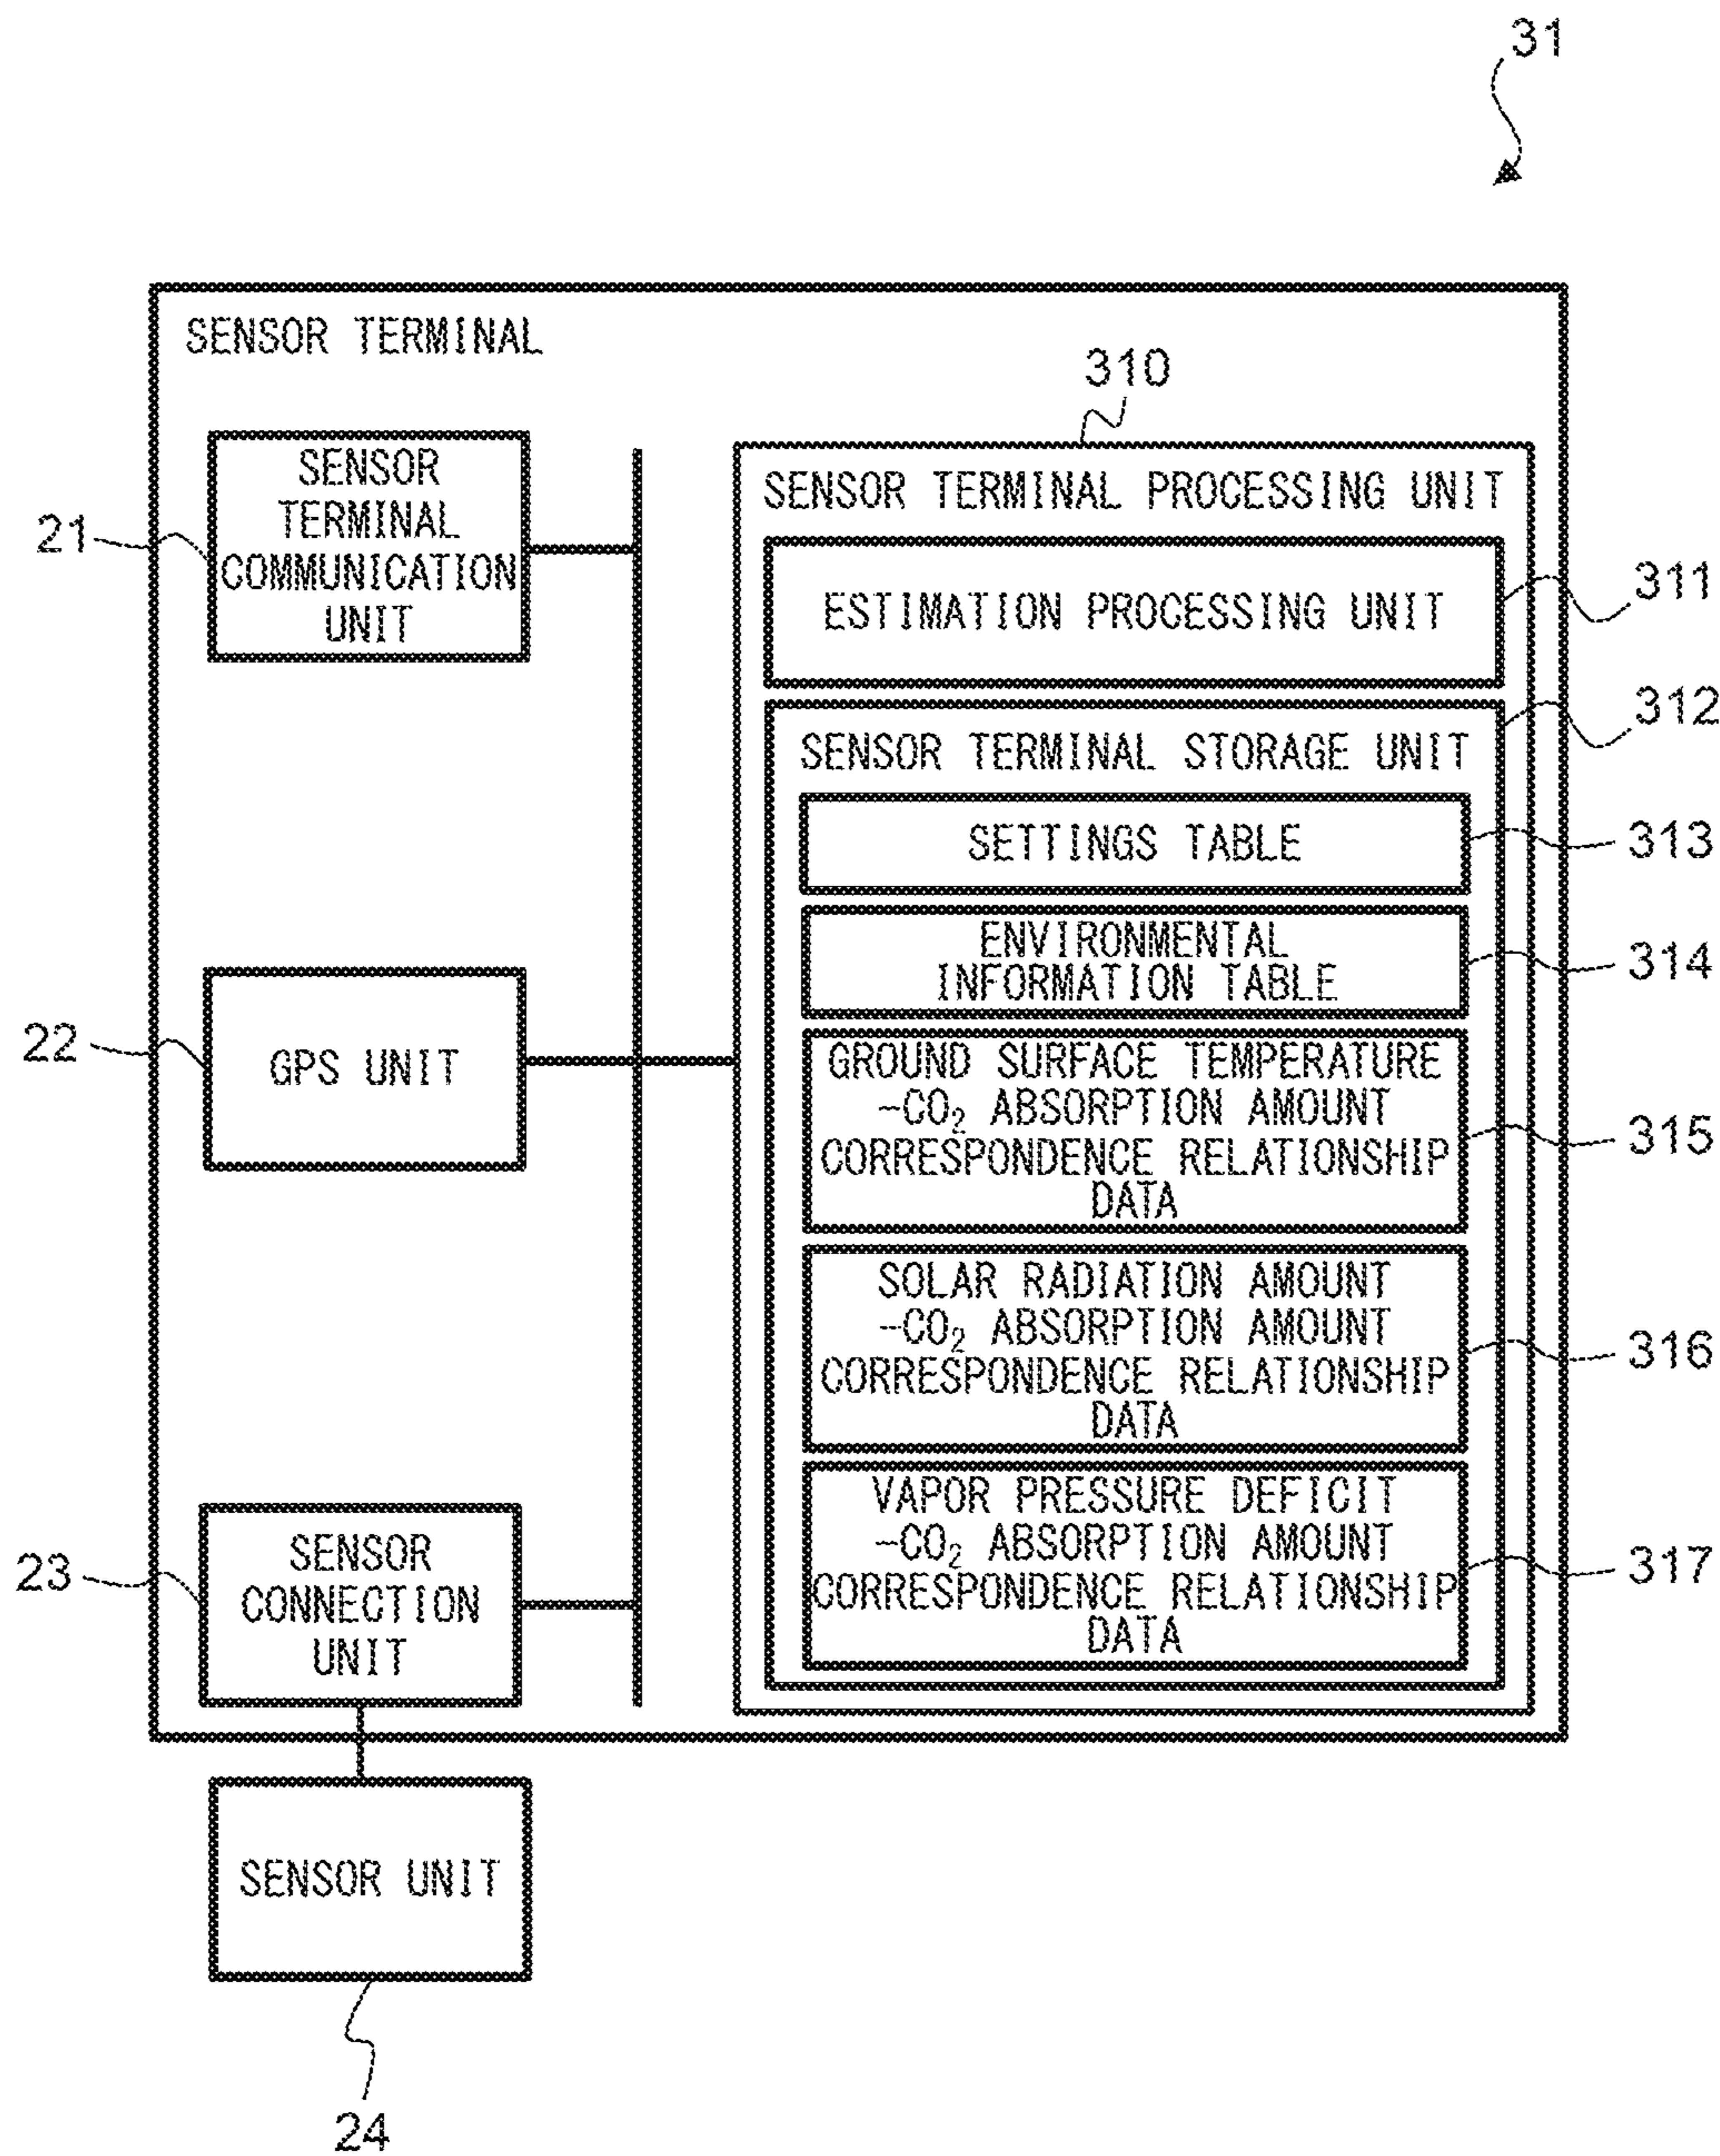 31
SENSOR TERMINAL
310
SENSOR
TERMINAL
COMMUNICATION
UNIT
21
GPS UNIT
22
SENSOR
CONNECTION
UNIT
23
SENSOR UNIT
24
SENSOR TERMINAL PROCESSING UNIT
ESTIMATION PROCESSING UNIT
311
312
SENSOR TERMINAL STORAGE UNIT
SETTINGS TABLE
313
ENVIRONMENTAL
INFORMATION TABLE
314
GROUND SURFACE TEMPERATURE
-CO₂ ABSORPTION AMOUNT
CORRESPONDENCE RELATIONSHIP
DATA
315
SOLAR RADIATION AMOUNT
-CO₂ ABSORPTION AMOUNT
CORRESPONDENCE RELATIONSHIP
DATA
316
VAPOR PRESSURE DEFICIT
-CO₂ ABSORPTION AMOUNT
CORRESPONDENCE RELATIONSHIP
DATA
317